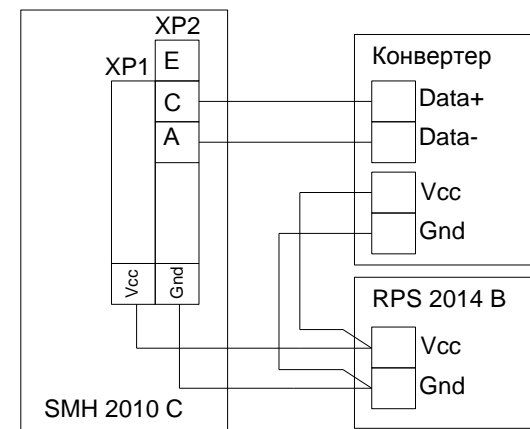 XP2
XP1
E
C
A
Vcc
Gnd
SMH 2010 C
Конвертер
Data+
Data-
Vcc
Gnd
RPS 2014 B
Vcc
Gnd